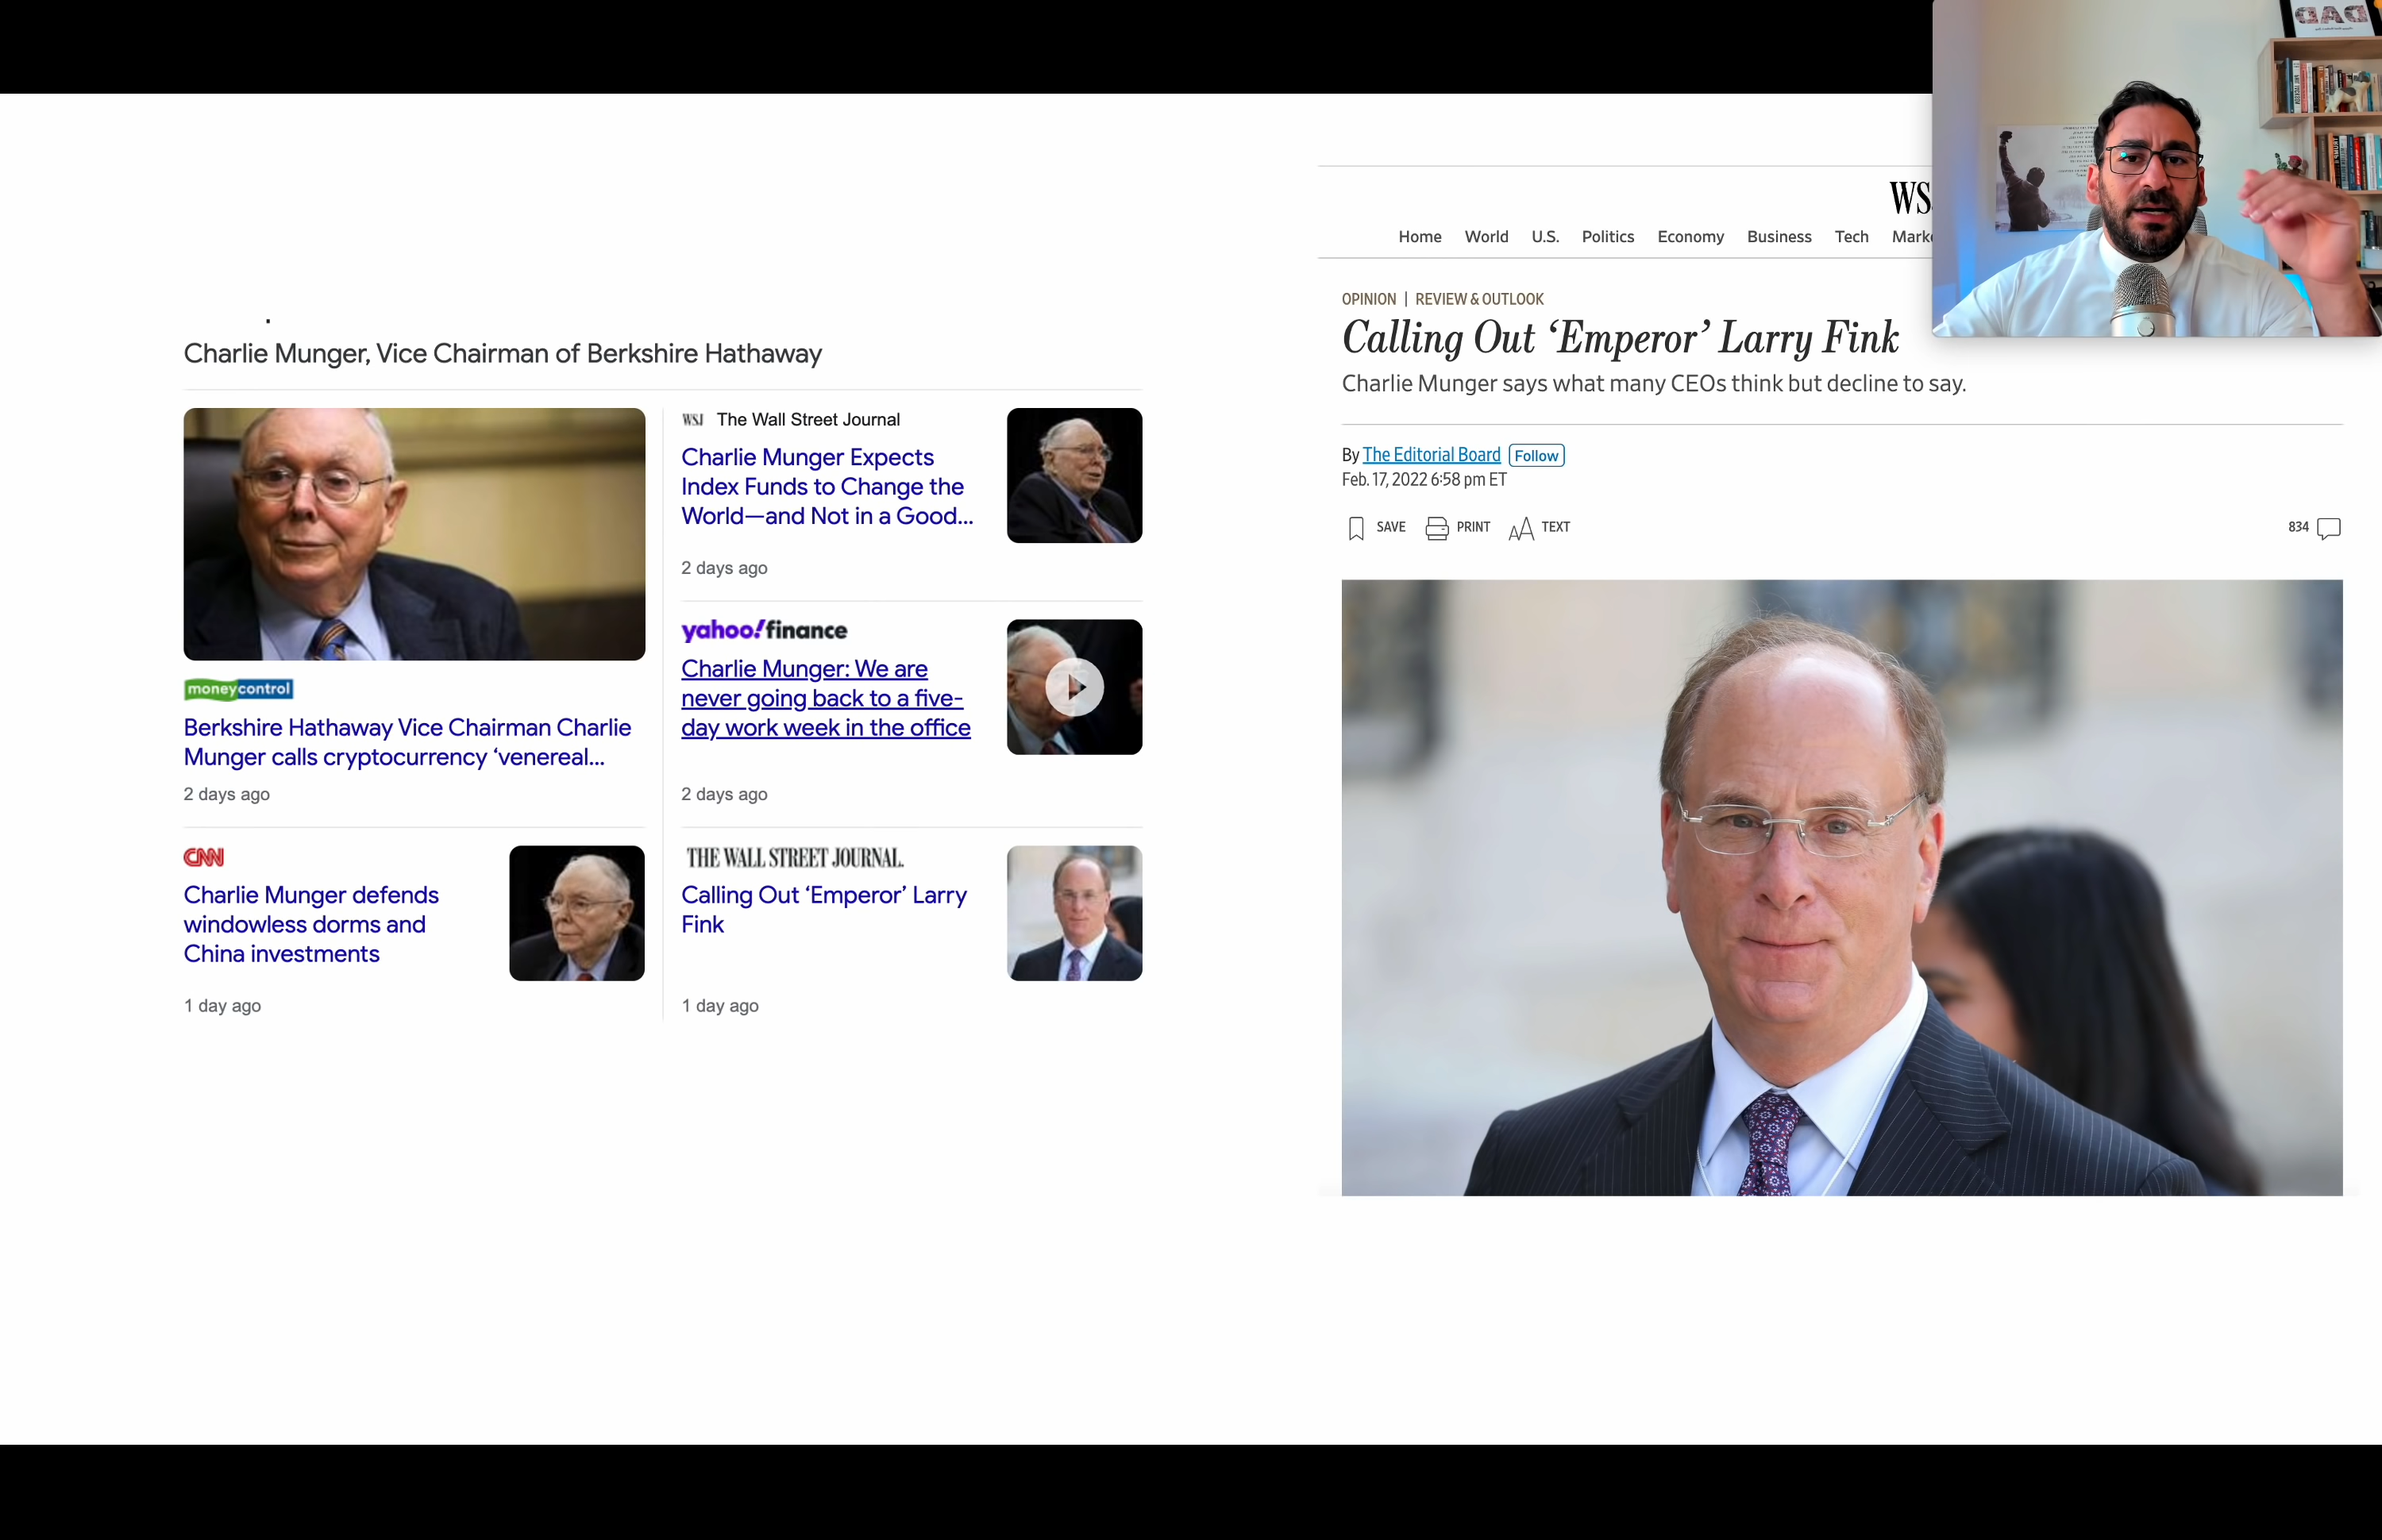 .
Charlie Munger, Vice Chairman of Berkshire Hathaway
moneycontrol
Berkshire Hathaway Vice Chairman Charlie
Munger calls cryptocurrency ‘venereal...
2 days ago
CNN
Charlie Munger defends
windowless dorms and
China investments
1 day ago
WSJ The Wall Street Journal
Charlie Munger Expects
Index Funds to Change the
World—and Not in a Good...
2 days ago
yahoo!finance
Charlie Munger: We are
never going back to a five-
day work week in the office
2 days ago
THE WALL STREET JOURNAL.
Calling Out ‘Emperor’ Larry
Fink
1 day ago
WS
Home World U.S. Politics Economy Business Tech Mark
OPINION | REVIEW & OUTLOOK
Calling Out ‘Emperor’ Larry Fink
Charlie Munger says what many CEOs think but decline to say.
By The Editorial Board Follow
Feb. 17, 2022 6:58 pm ET
SAVE PRINT AA TEXT
834
DAD